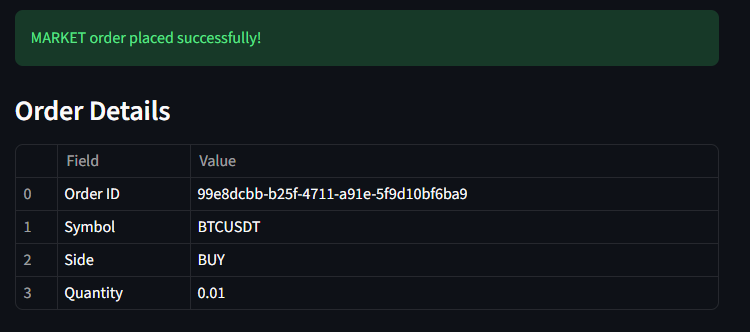 MARKET order placed successfully!
Order Details
Field Value
0 Order ID 99e8dcbb-b25f-4711-a91e-5f9d10bf6ba9
1 Symbol BTCUSDT
2 Side BUY
3 Quantity 0.01